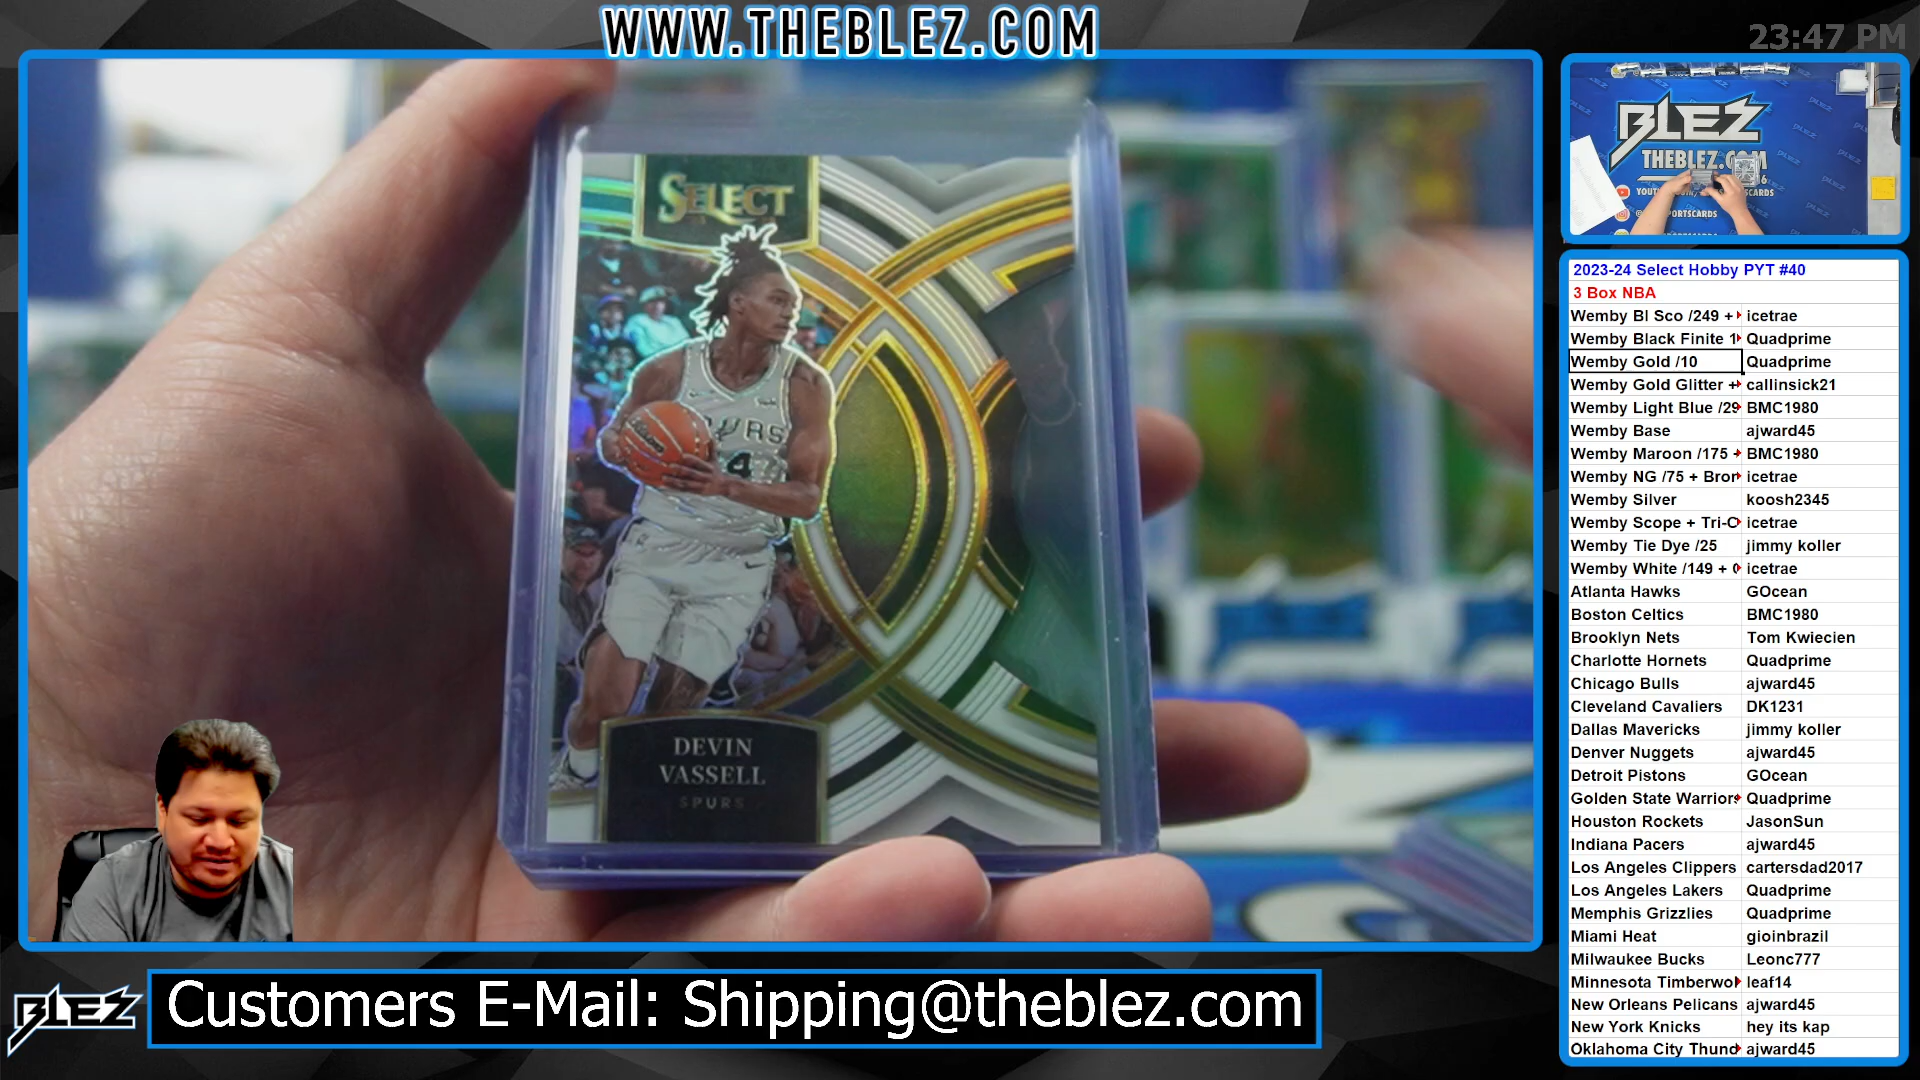 WWW.THEBLEZ.COM
23:47 PM
SELECT
SPURS
4
DEVIN
VASSELL
SPURS
BLEZ
THEBLEZ.COM
2023-24 Select Hobby PYT #40
3 Box NBA
Wemby Bl Sco /249 + icetrae
Wemby Black Finite 1 Quadprime
Wemby Gold /10 Quadprime
Wemby Gold Glitter + callinsick21
Wemby Light Blue /29 BMC1980
Wemby Base ajward45
Wemby Maroon /175 + BMC1980
Wemby NG /75 + Bron icetrae
Wemby Silver koosh2345
Wemby Scope + Tri-C icetrae
Wemby Tie Dye /25 jimmy koller
Wemby White /149 + icetrae
Atlanta Hawks GOcean
Boston Celtics BMC1980
Brooklyn Nets Tom Kwiecien
Charlotte Hornets Quadprime
Chicago Bulls ajward45
Cleveland Cavaliers DK1231
Dallas Mavericks jimmy koller
Denver Nuggets ajward45
Detroit Pistons GOcean
Golden State Warriors Quadprime
Houston Rockets JasonSun
Indiana Pacers ajward45
Los Angeles Clippers cartersdad2017
Los Angeles Lakers Quadprime
Memphis Grizzlies Quadprime
Miami Heat gioinbrazil
Milwaukee Bucks Leonc777
Minnesota Timberwol leaf14
New Orleans Pelicans ajward45
New York Knicks hey its kap
Oklahoma City Thund ajward45
BLEZ
Customers E-Mail: Shipping@theblez.com